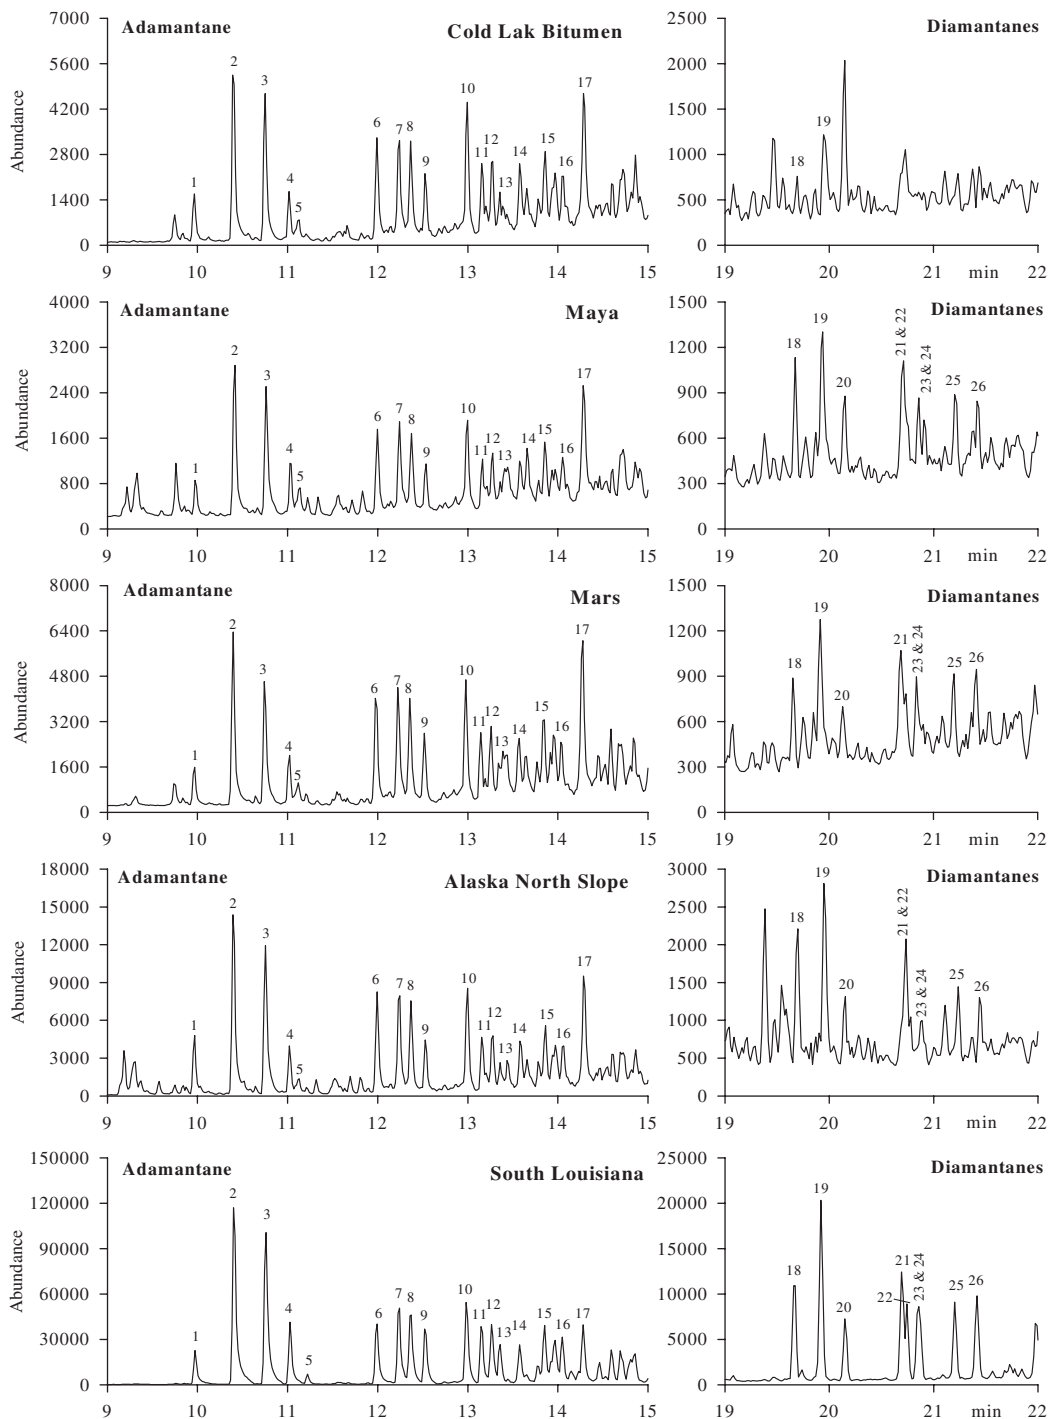 Adamantane
Cold Lak Bitumen
Abundance
7000
5600
4200
2800
1400
0
1 2 3 4 5 6 7 8 9 10 11 12 13 14 15 16 17
9 10 11 12 13 14 15
Diamantanes
2500
2000
1500
1000
500
0
18 19
19 20 21 min 22
Adamantane
Maya
Abundance
4000
3200
2400
1600
800
0
1 2 3 4 5 6 7 8 9 10 11 12 13 14 15 16 17
9 10 11 12 13 14 15
Diamantanes
1500
1200
900
600
300
0
18 19 20 21 & 22 23 & 24 25 26
19 20 21 min 22
Adamantane
Mars
Abundance
8000
6400
4800
3200
1600
0
1 2 3 4 5 6 7 8 9 10 11 12 13 14 15 16 17
9 10 11 12 13 14 15
Diamantanes
1500
1200
900
600
300
0
18 19 20 21 23 & 24 25 26
19 20 21 min 22
Adamantane
Alaska North Slope
Abundance
18000
15000
12000
9000
6000
3000
0
1 2 3 4 5 6 7 8 9 10 11 12 13 14 15 16 17
9 10 11 12 13 14 15
Diamantanes
3000
2500
2000
1500
1000
500
0
18 19 20 21 & 22 23 & 24 25 26
19 20 21 min 22
Adamantane
South Louisiana
Abundance
150000
120000
90000
60000
30000
0
1 2 3 4 5 6 7 8 9 10 11 12 13 14 15 16 17
9 10 11 12 13 14 15
Diamantanes
25000
20000
15000
10000
5000
0
18 19 20 21 22 23 & 24 25 26
19 20 21 min 22